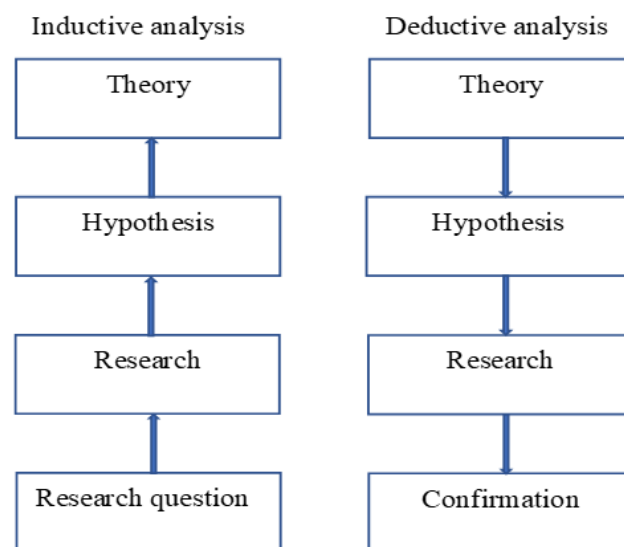 Inductive analysis
Theory
Hypothesis
Research
Research question
Deductive analysis
Theory
Hypothesis
Research
Confirmation